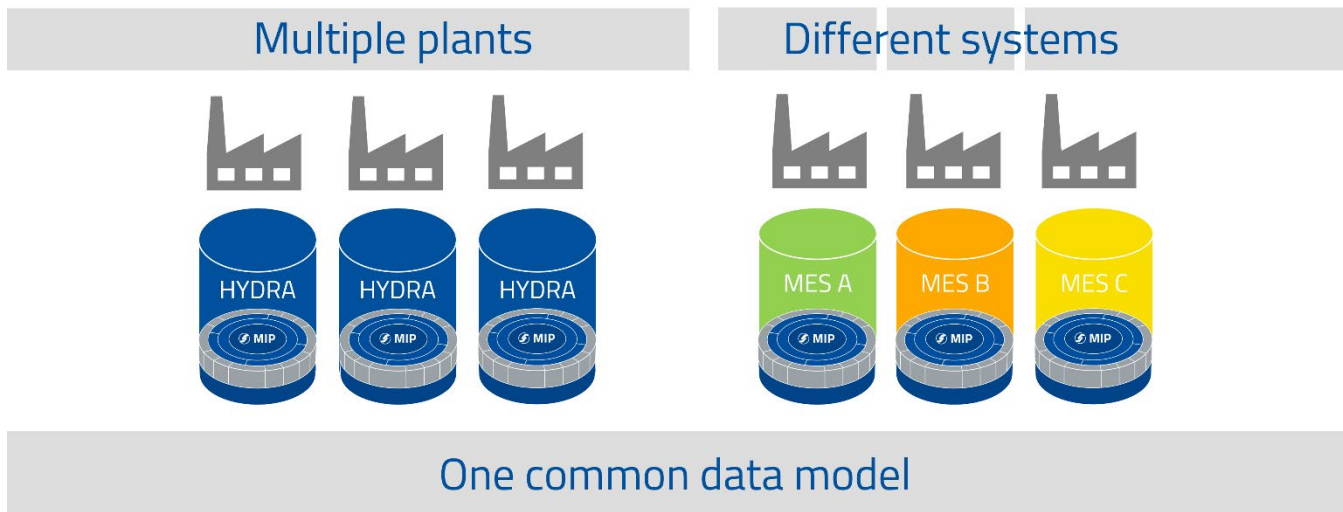 Multiple plants
Different systems
HYDRA HYDRA HYDRA
MES A MES B MES C
MIP MIP MIP
MIP MIP MIP
One common data model